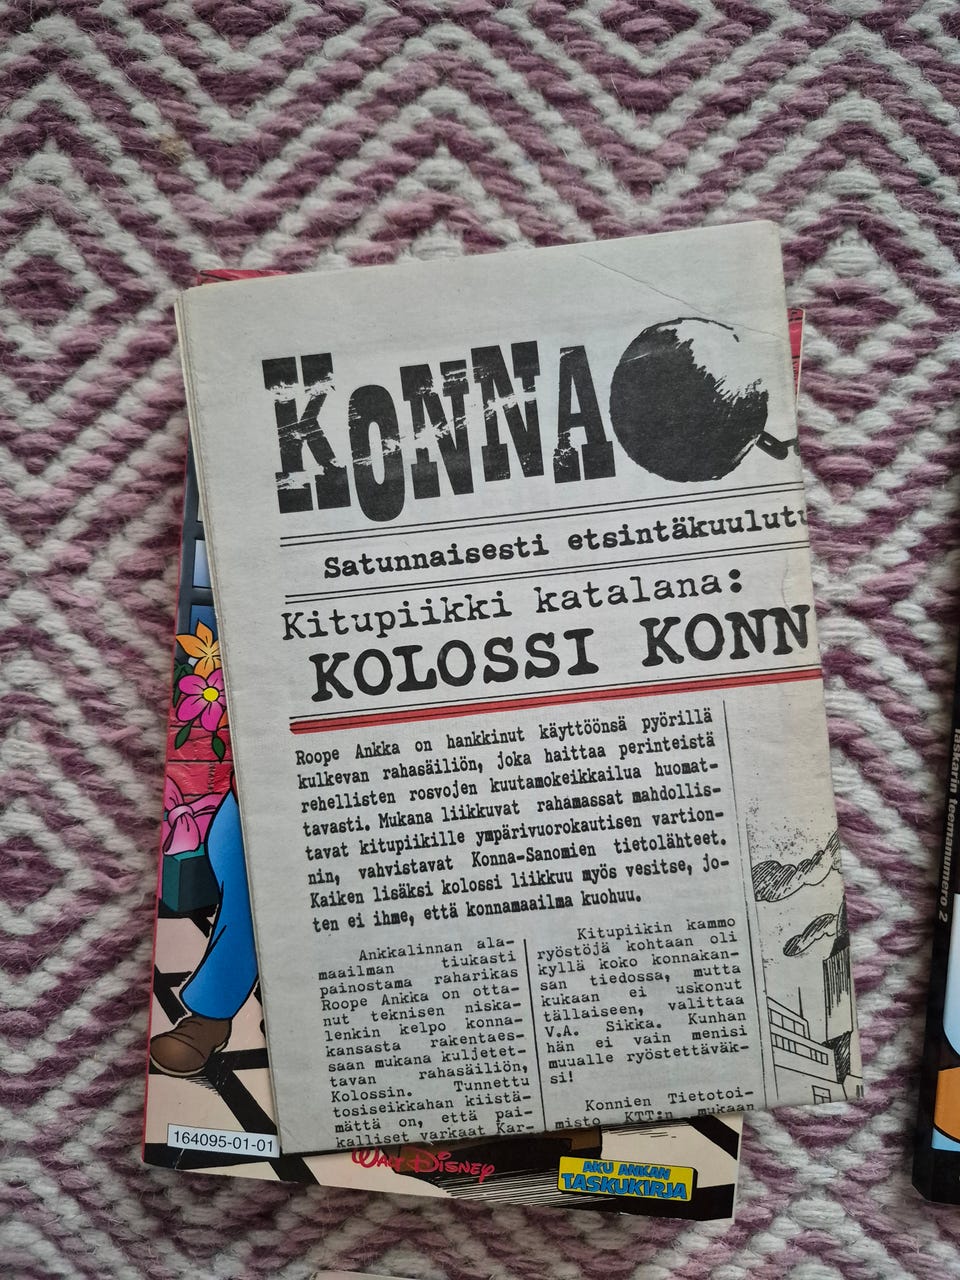 KONNA
Satunnaisesti etsintäkuulutu
Kitupiikki katalana:
KOLOSSI KONN
Roope Ankka on hankkinut käyttöönsä pyörillä
kulkevan rahasäiliön, joka haittaa perinteistä
rehellisten rosvojen kuutamokeikkailua huomat-
tavasti. Mukana liikkuvat rahamassat mahdollis-
tavat kitupiikille ympärivuorokautisen vartion-
nin, vahvistavat Konna-Sanomien tietolähteet.
Kaiken lisäksi kolossi liikkuu myös vesitse, jo-
ten ei ihme, että konnamaailma kuohuu.
Ankkalinnan ala-
maailman tiukasti
painostama raharikas
Roope Ankka on otta-
nut teknisen niska-
lenkin kelpo konna-
kansasta rakentaes-
saan mukana kuljetet-
tavan rahasäiliön,
Kolossin. Tunnettu
tosiseikkahan kiistä-
mättä on, että pai-
kalliset varkaat Kar-
Kitupiikin kammo
ryöstöjä kohtaan oli
kyllä koko konnakan-
san tiedossa, mutta
kukaan ei uskonut
tällaiseen, valittaa
V.A. Sikka. Kunhan
hän ei vain menisi
muualle ryöstettäväk-
si!
Konnien Tietotoi-
misto KTT:n mukaan
164095-01-01
WALT DISNEY
AKU ANKAN
TASKUKIRJA
Taskarin teemanumero 2